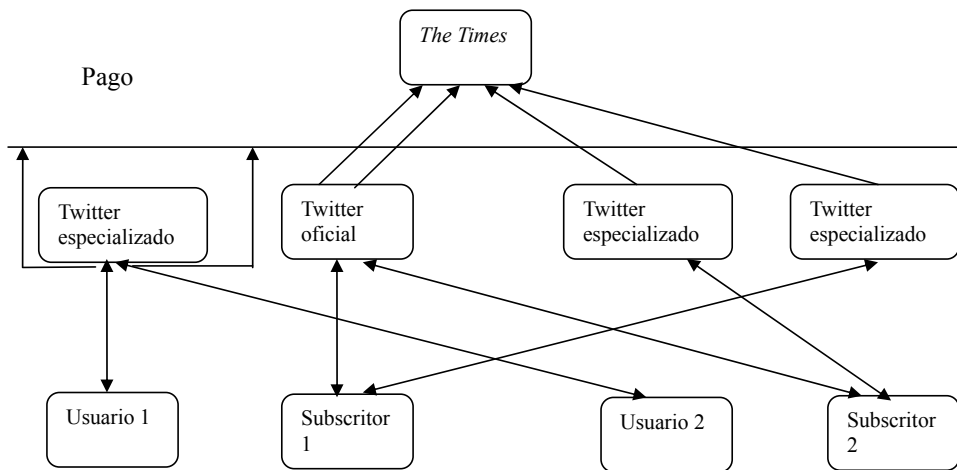 The Times
Pago
Twitter
especializado
Twitter
oficial
Twitter
especializado
Twitter
especializado
Usuario 1
Subscritor
1
Usuario 2
Subscritor
2